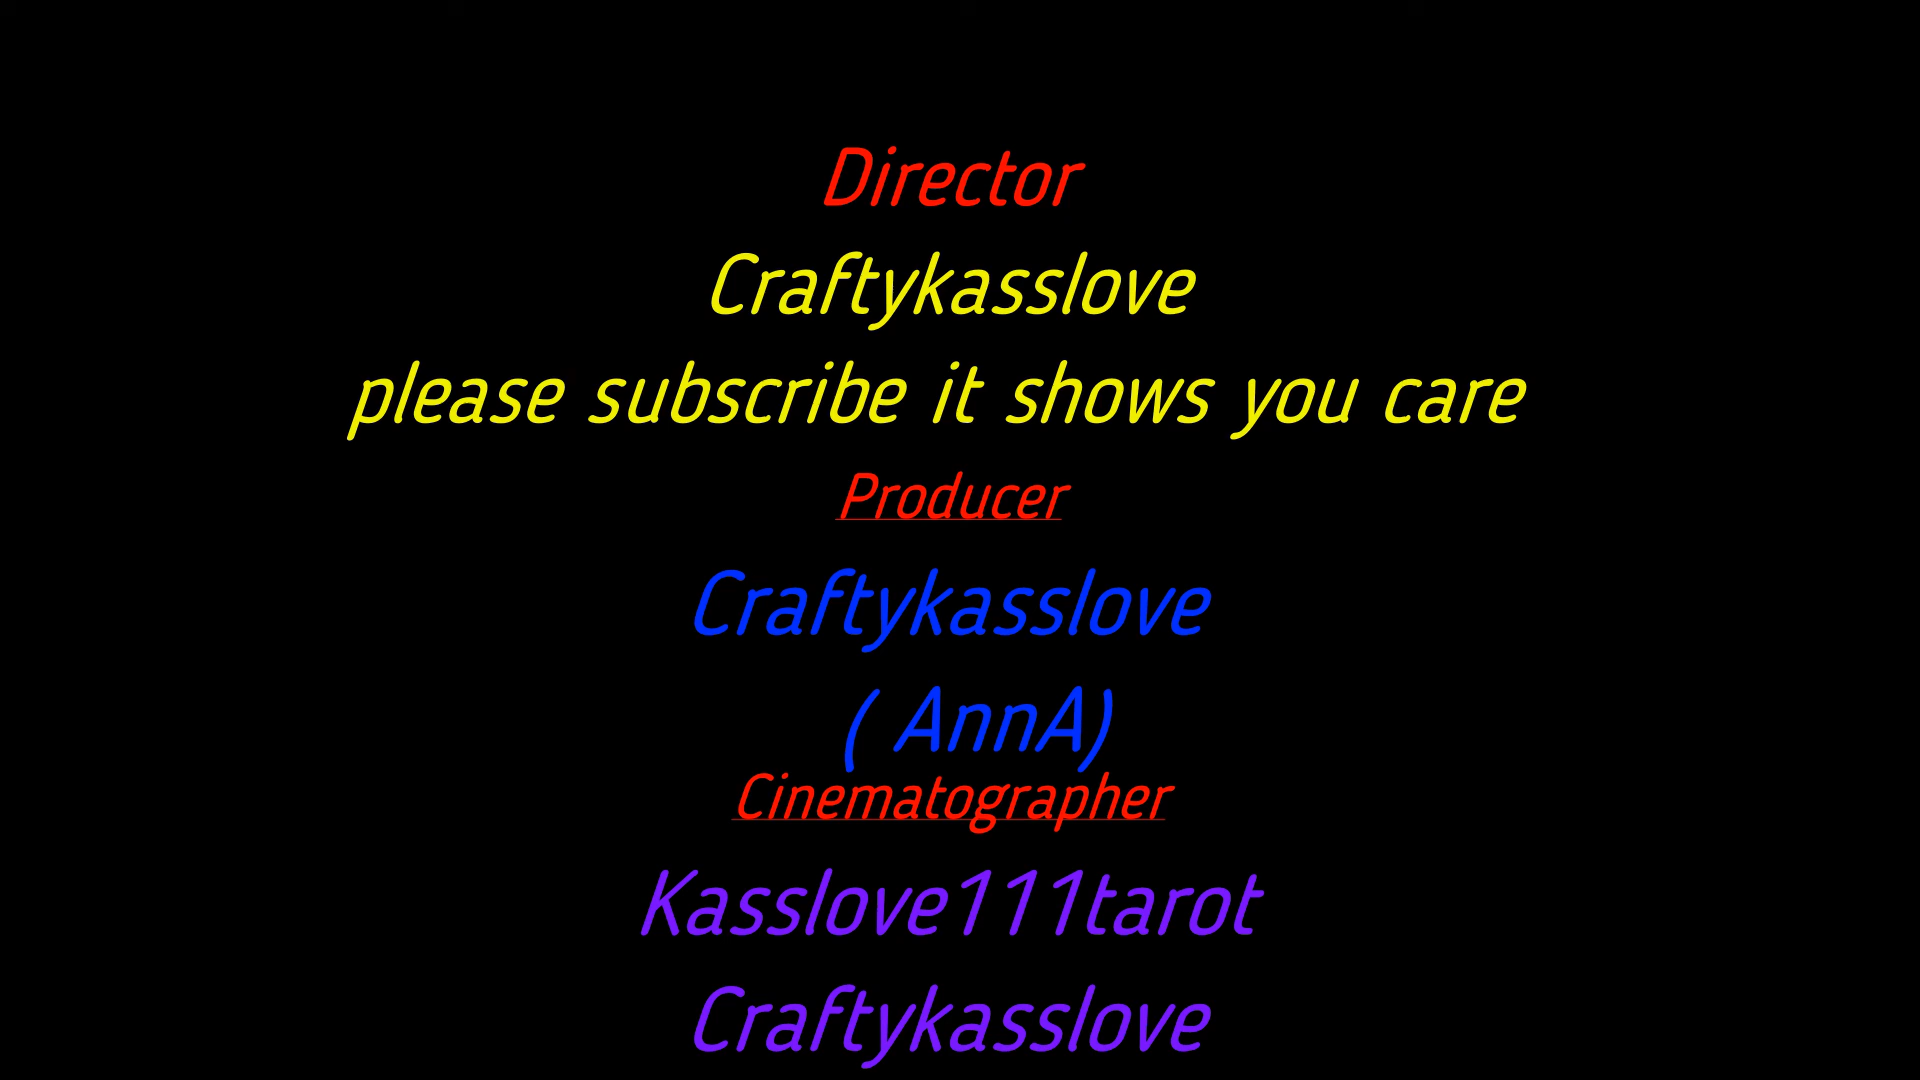 Director
Craftykasslove
please subscribe it shows you care
Producer
Craftykasslove
( AnnA)
Cinematographer
Kasslove111tarot
Craftykasslove